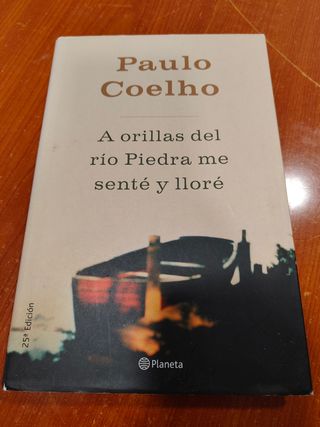 Paulo
Coelho
A orillas del
río Piedra me
senté y lloré
25ª Edición
Planeta